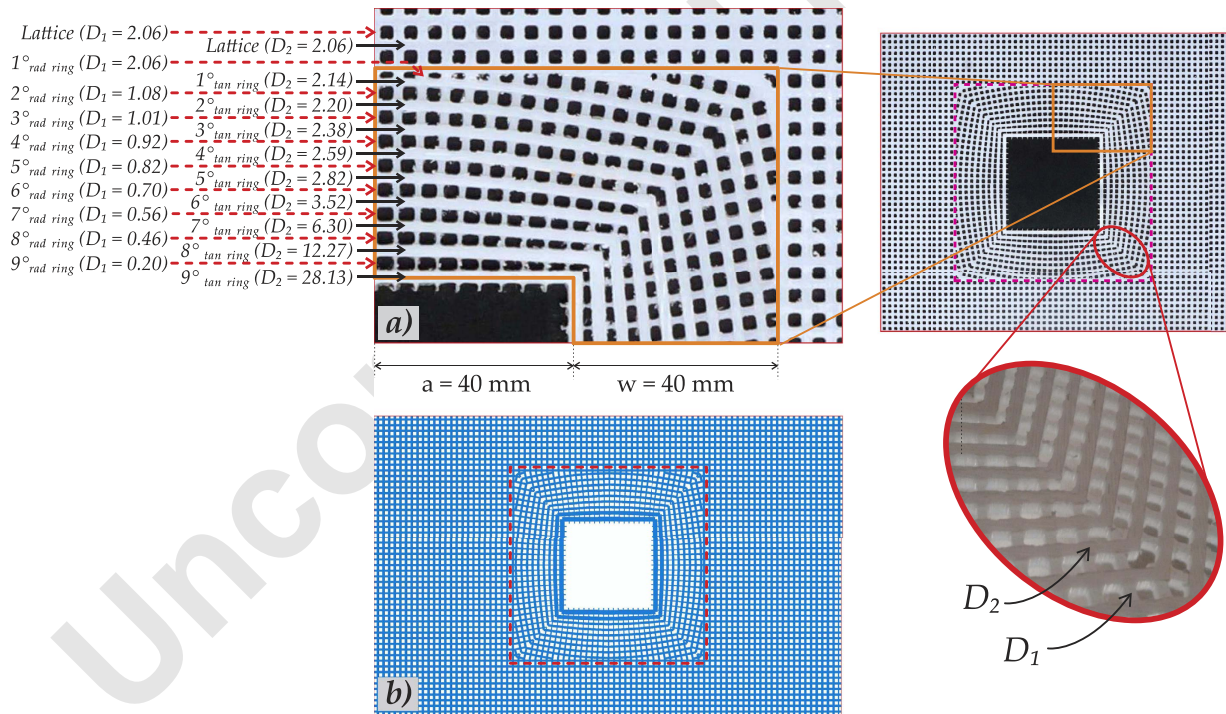 Lattice (D1 = 2.06)
Lattice (D2 = 2.06)
1°rad ring (D1 = 2.06)
1°tan ring (D2 = 2.14)
2°rad ring (D1 = 1.08)
2°tan ring (D2 = 2.20)
3°rad ring (D1 = 1.01)
3°tan ring (D2 = 2.38)
4°rad ring (D1 = 0.92)
4°tan ring (D2 = 2.59)
5°rad ring (D1 = 0.82)
5°tan ring (D2 = 2.82)
6°rad ring (D1 = 0.70)
6°tan ring (D2 = 3.52)
7°rad ring (D1 = 0.56)
7°tan ring (D2 = 6.30)
8°rad ring (D1 = 0.46)
8°tan ring (D2 = 12.27)
9°rad ring (D1 = 0.20)
9°tan ring (D2 = 28.13)
a)
a = 40 mm
w = 40 mm
b)
D2
D1
Unco